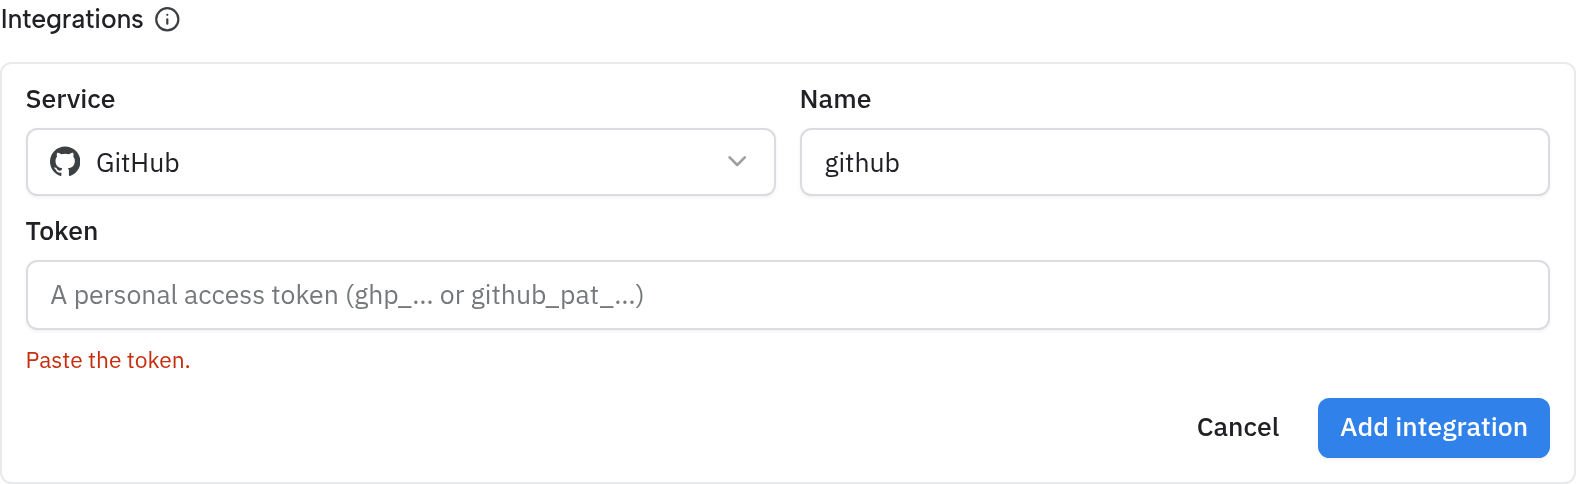 Integrations
Service
Name
GitHub
github
Token
A personal access token (ghp_... or github_pat_...)
Paste the token.
Cancel
Add integration